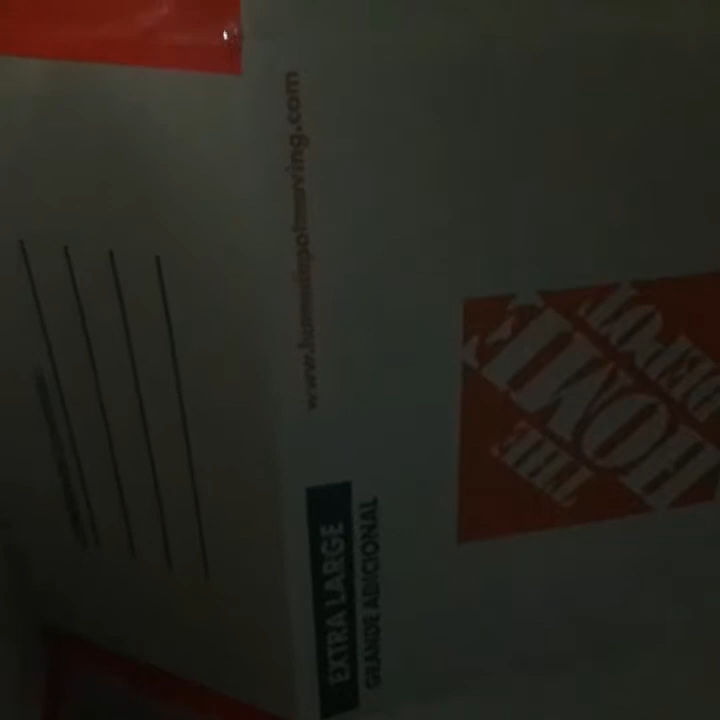 www.homedepotmoving.com
EXTRA LARGE
GRANDE ADICIONAL
THE
HOME
DEPOT